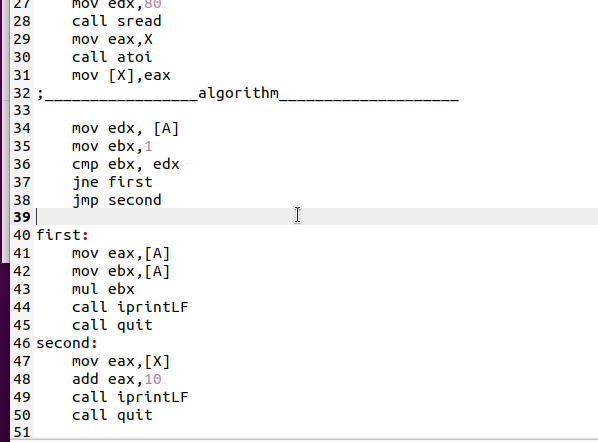 27 mov edx,80
28 call sread
29 mov eax,X
30 call atoi
31 mov [X],eax
32 ;_________________algorithm____________________
33
34 mov edx, [A]
35 mov ebx,1
36 cmp ebx, edx
37 jne first
38 jmp second
39
40 first:
41 mov eax,[A]
42 mov ebx,[A]
43 mul ebx
44 call iprintLF
45 call quit
46 second:
47 mov eax,[X]
48 add eax,10
49 call iprintLF
50 call quit
51